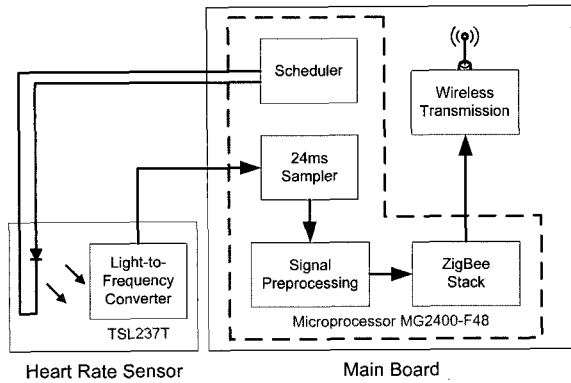 Scheduler
Wireless
Transmission
24ms
Sampler
Light-to-
Frequency
Converter
Signal
Preprocessing
ZigBee
Stack
TSL237T
Microprocessor MG2400-F48
Heart Rate Sensor
Main Board